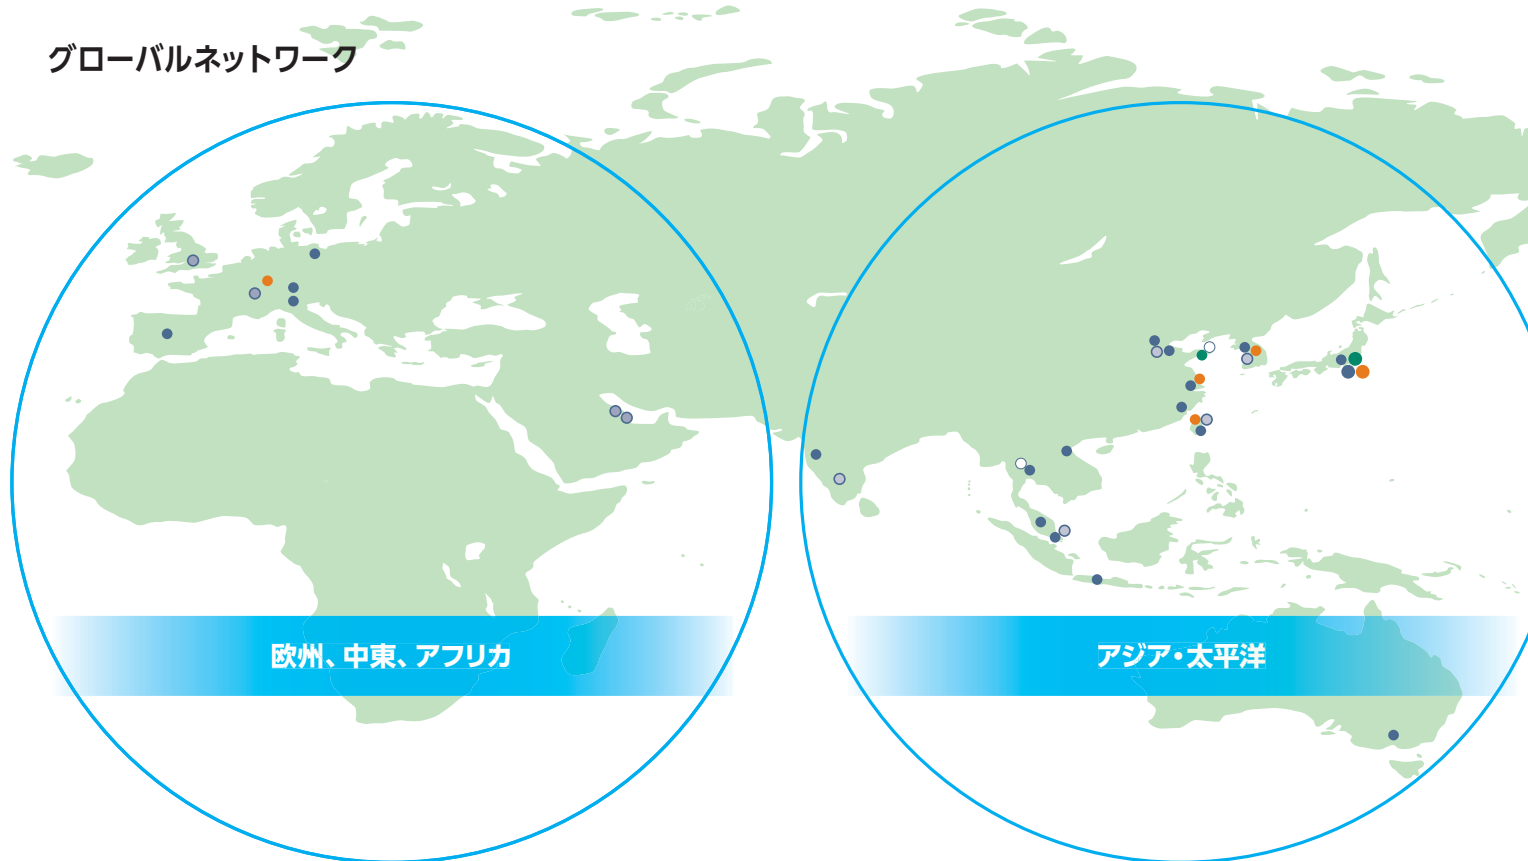 グローバルネットワーク
欧州、中東、アフリカ
アジア・太平洋